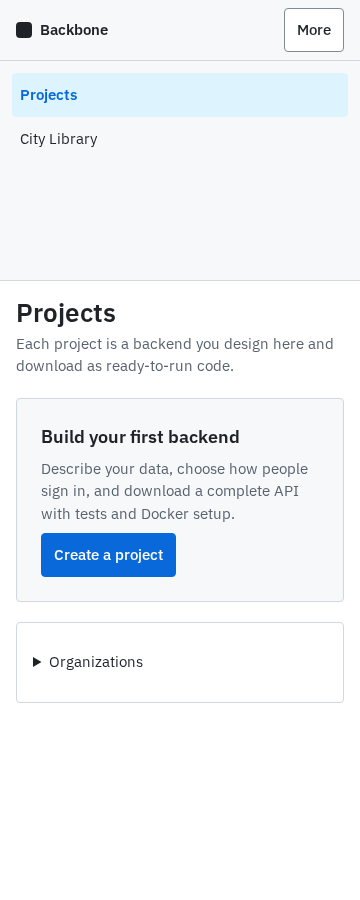 Backbone
More
Projects
City Library
Projects
Each project is a backend you design here and
download as ready-to-run code.
Build your first backend
Describe your data, choose how people
sign in, and download a complete API
with tests and Docker setup.
Create a project
Organizations